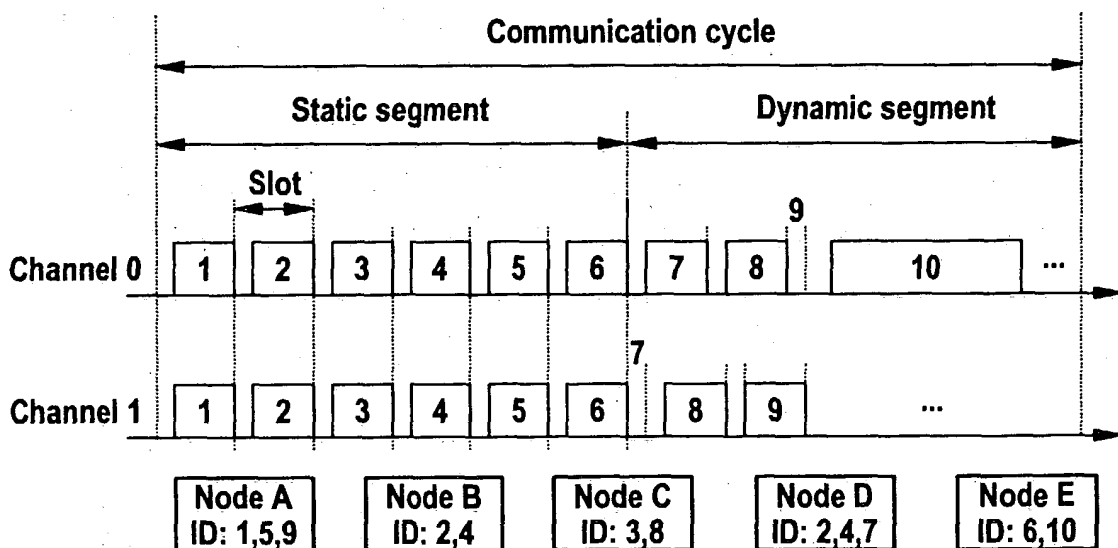 Communication cycle
Static segment Dynamic segment
Slot
9
Channel 0 1 2 3 4 5 6 7 8 10 ...
7
Channel 1 1 2 3 4 5 6 8 9 ...
Node A Node B Node C Node D Node E
ID: 1,5,9 ID: 2,4 ID: 3,8 ID: 2,4,7 ID: 6,10